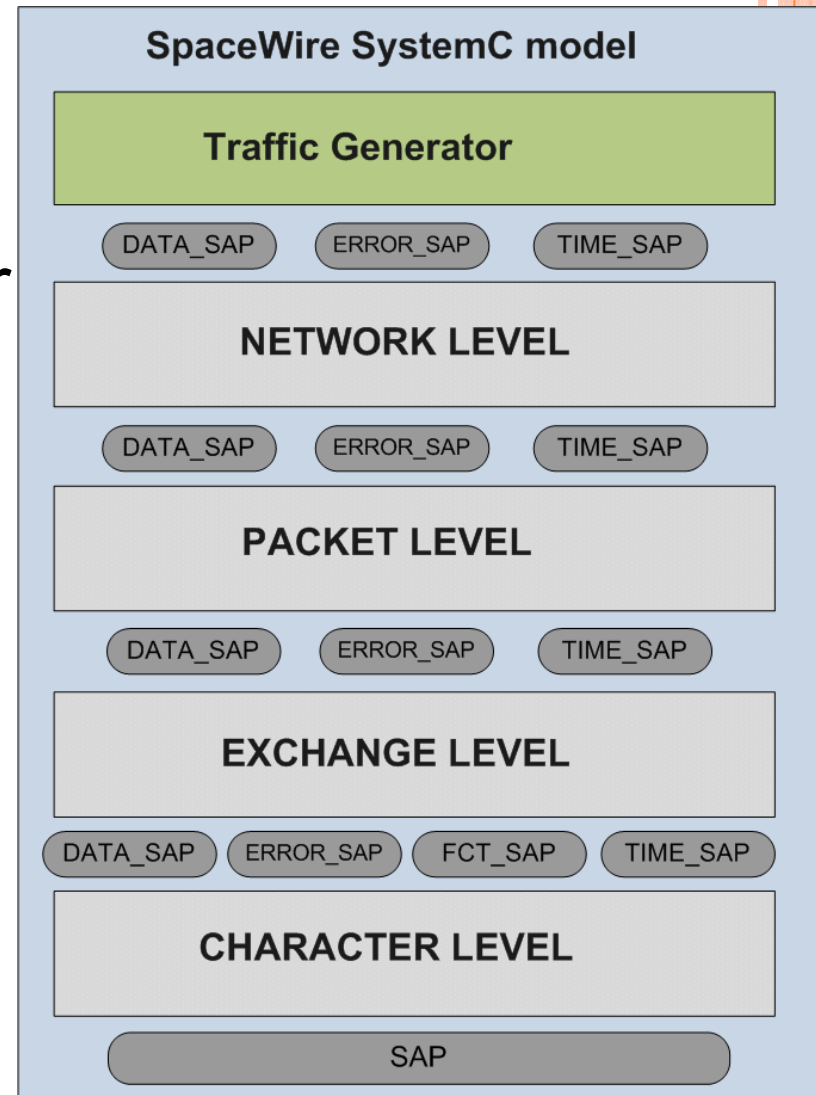 SpaceWire SystemC model
Traffic Generator
DATA_SAP ERROR_SAP TIME_SAP
NETWORK LEVEL
DATA_SAP ERROR_SAP TIME_SAP
PACKET LEVEL
DATA_SAP ERROR_SAP TIME_SAP
EXCHANGE LEVEL
DATA_SAP ERROR_SAP FCT_SAP TIME_SAP
CHARACTER LEVEL
SAP